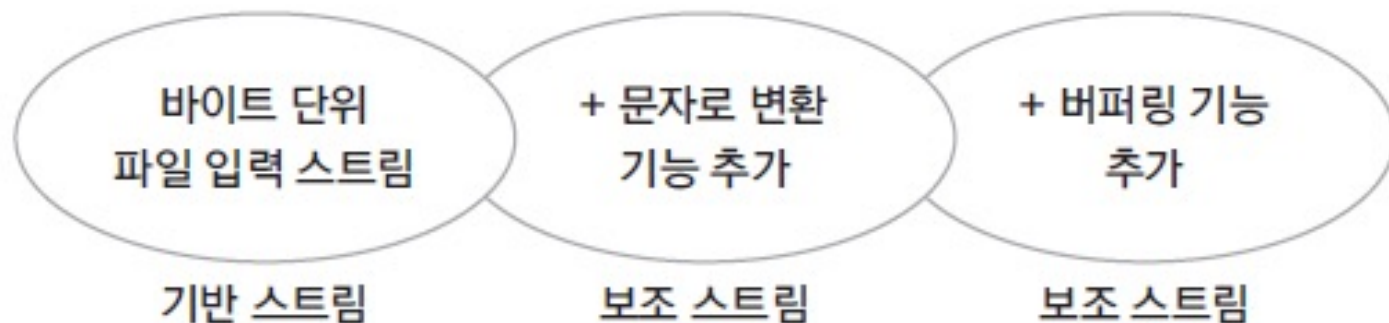 바이트 단위
파일 입력 스트림
+ 문자로 변환
기능 추가
+ 버퍼링 기능
추가
기반 스트림
보조 스트림
보조 스트림